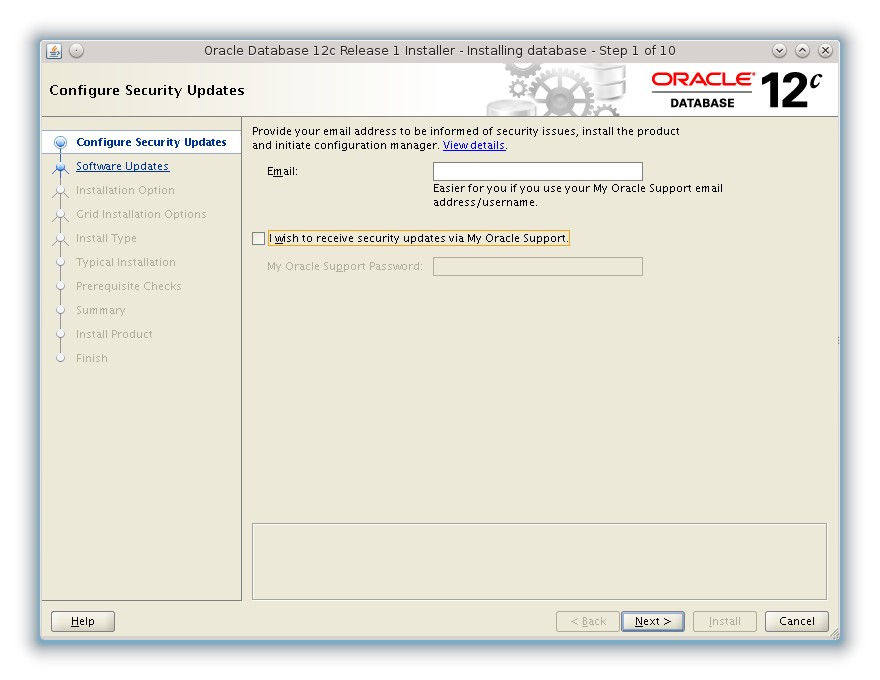 Oracle Database 12c Release 1 Installer - Installing database - Step 1 of 10
Configure Security Updates
ORACLE®
DATABASE
12c
Configure Security Updates
Software Updates
Installation Option
Grid Installation Options
Install Type
Typical Installation
Prerequisite Checks
Summary
Install Product
Finish
Provide your email address to be informed of security issues, install the product
and initiate configuration manager. View details.
Email:
Easier for you if you use your My Oracle Support email
address/username.
I wish to receive security updates via My Oracle Support.
My Oracle Support Password:
Help
< Back
Next >
Install
Cancel